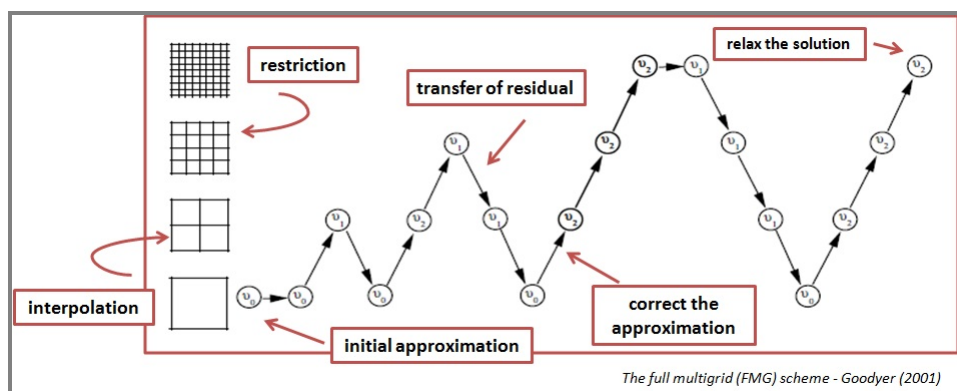 relax the solution
restriction
transfer of residual
υ₂ υ₁ υ₂
υ₁ υ₂ υ₁ υ₂
υ₁ υ₂ υ₁ υ₂ υ₁ υ₂
υ₀ υ₀ υ₀ υ₀ υ₀
interpolation
initial approximation
correct the
approximation
The full multigrid (FMG) scheme - Goodyer (2001)